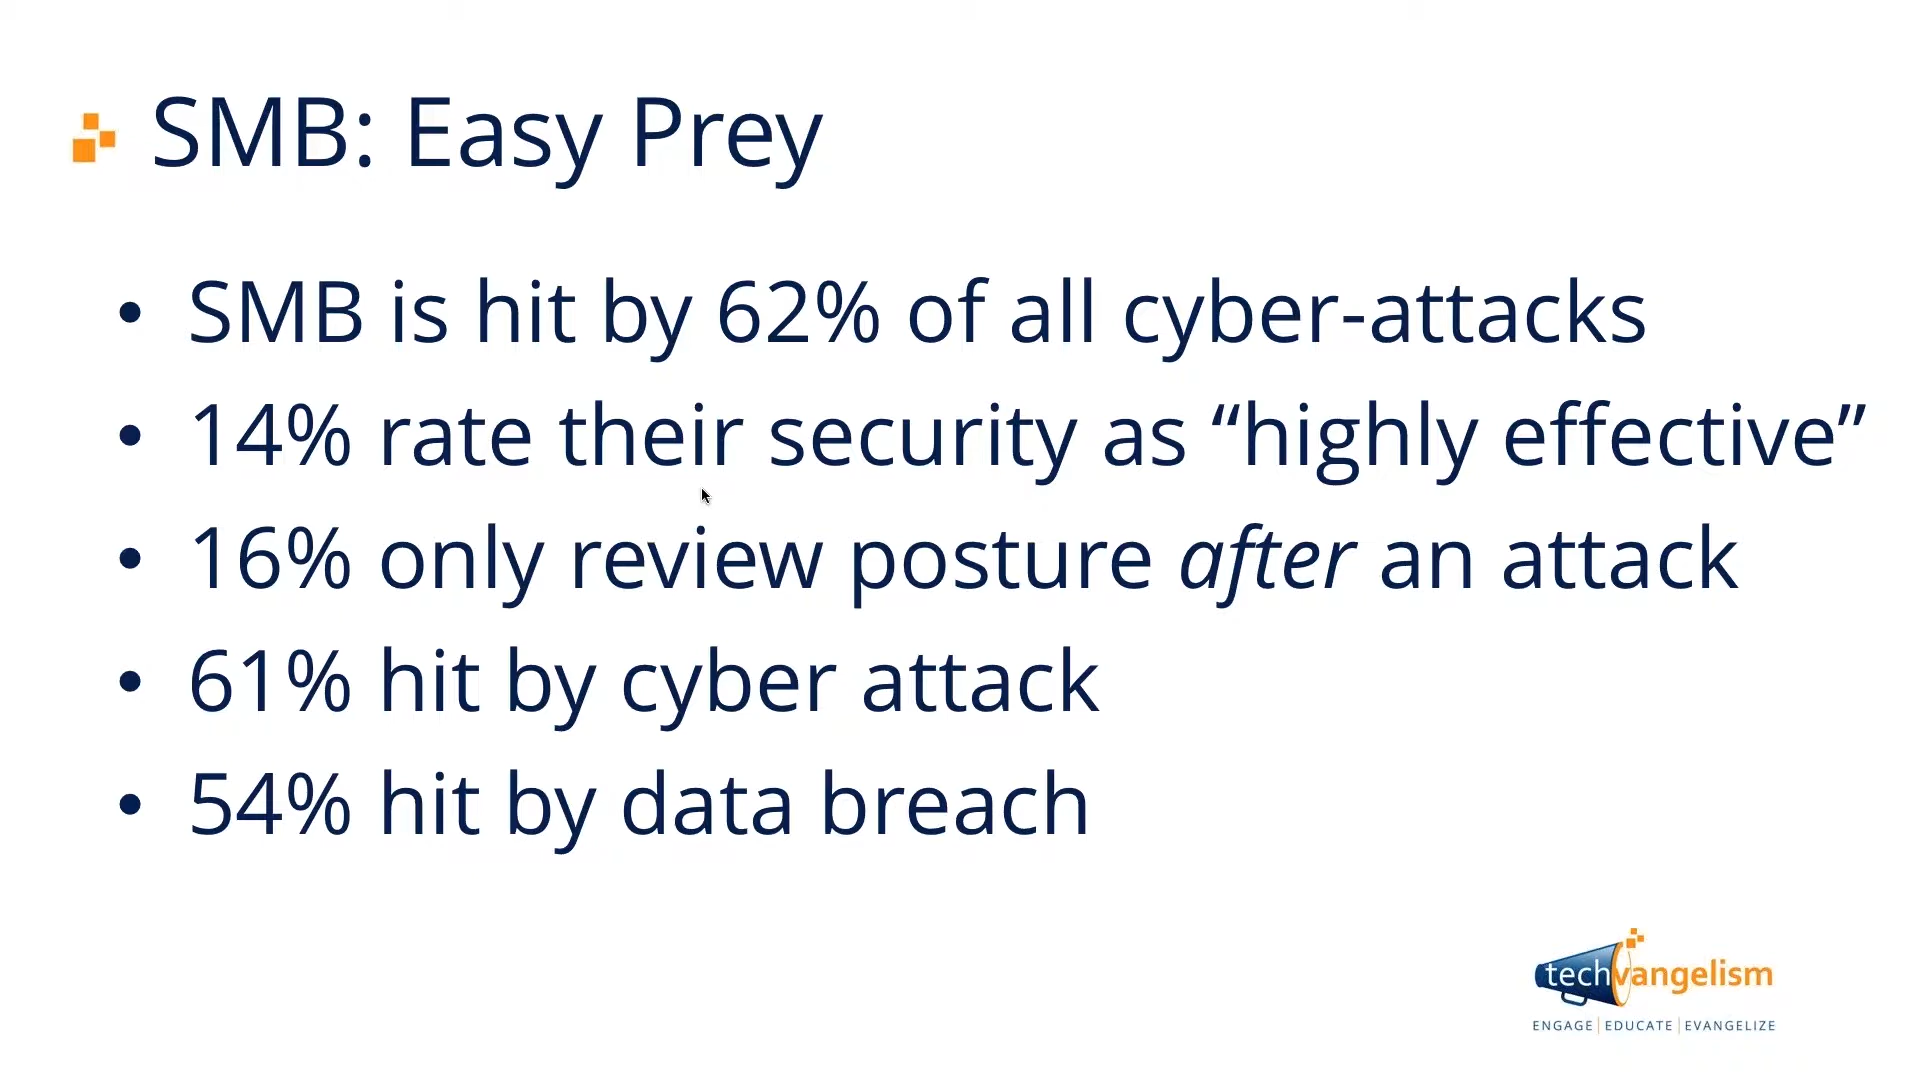 SMB: Easy Prey
• SMB is hit by 62% of all cyber-attacks
• 14% rate their security as “highly effective”
• 16% only review posture after an attack
• 61% hit by cyber attack
• 54% hit by data breach
techvangelism
ENGAGE | EDUCATE | EVANGELIZE